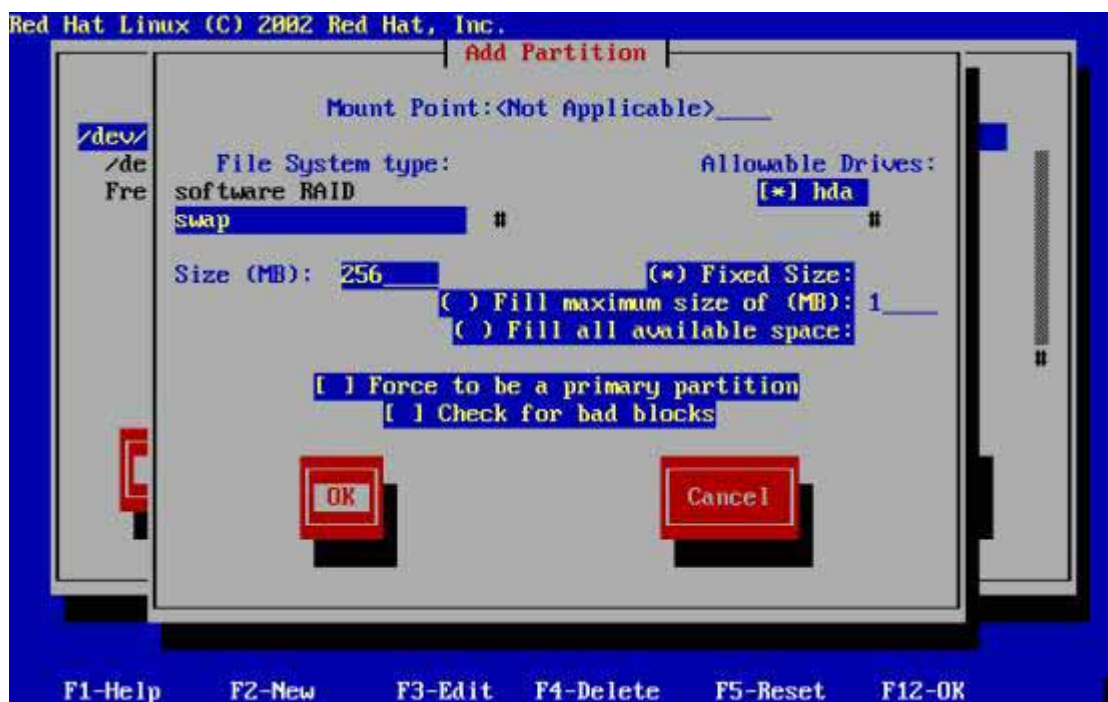 Red Hat Linux (C) 2002 Red Hat, Inc.
Add Partition
Mount Point:<Not Applicable>____
/dev/
/de
Fre
File System type:
Allowable Drives:
software RAID
[*] hda
swap #
#
Size (MB): 256____
(*) Fixed Size:
( ) Fill maximum size of (MB): 1____
( ) Fill all available space:
#
[ ] Force to be a primary partition
[ ] Check for bad blocks
OK
Cancel
F1-Help F2-New F3-Edit F4-Delete F5-Reset F12-OK